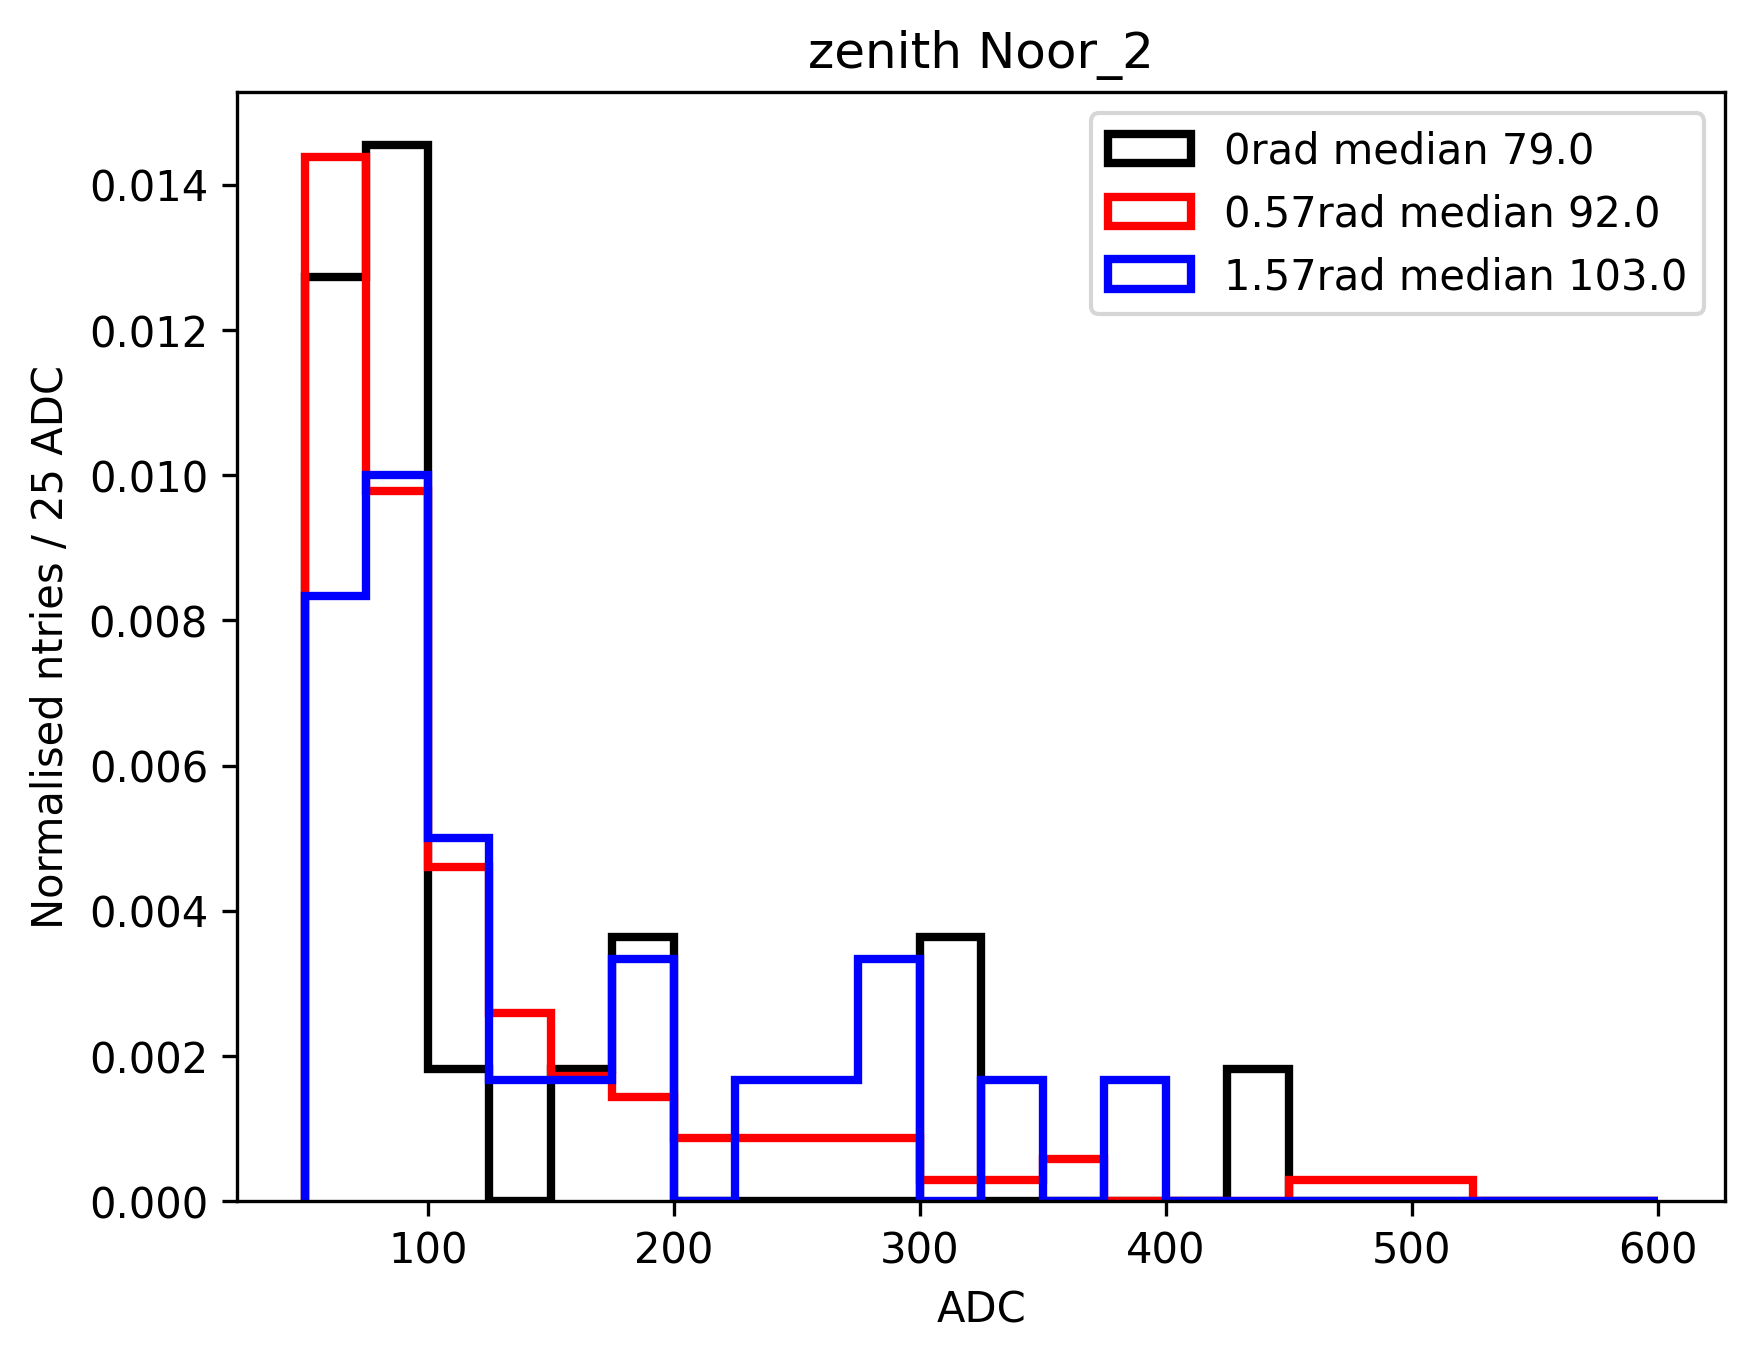 zenith Noor_2
0rad median 79.0
0.57rad median 92.0
1.57rad median 103.0
Normalised ntries / 25 ADC
0.014
0.012
0.010
0.008
0.006
0.004
0.002
0.000
100 200 300 400 500 600
ADC